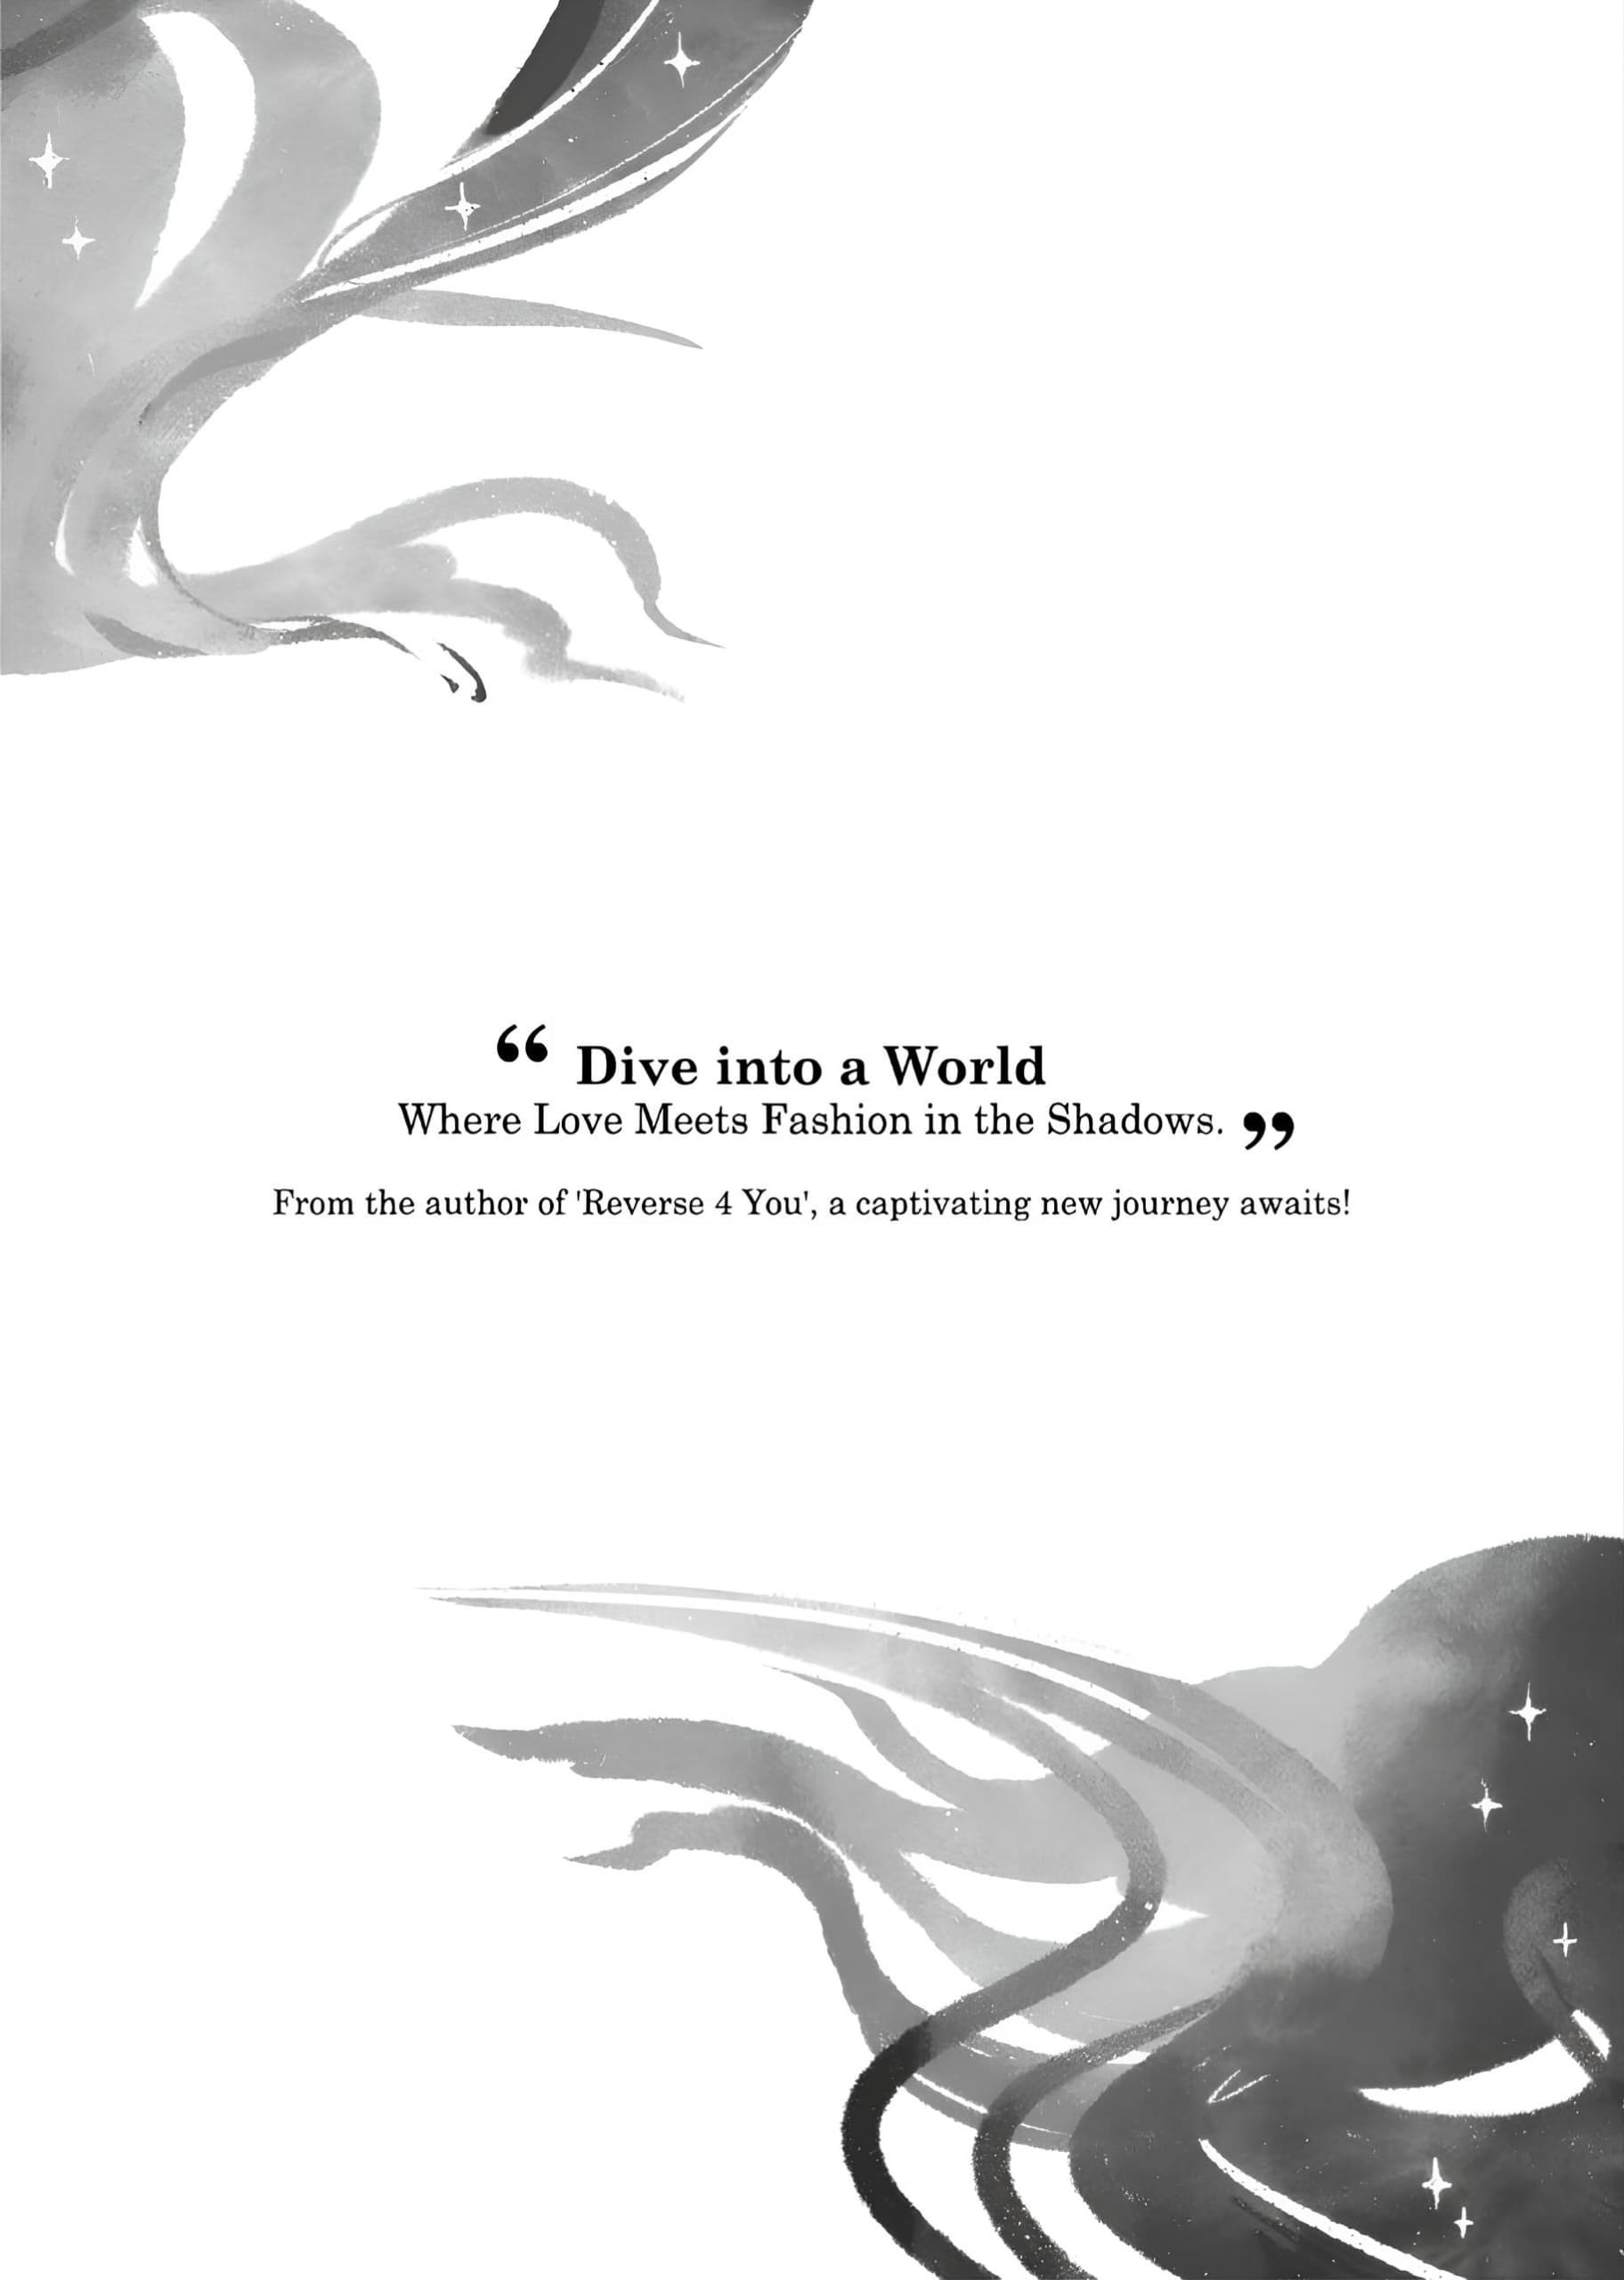 “ Dive into a World
Where Love Meets Fashion in the Shadows. ”
From the author of 'Reverse 4 You', a captivating new journey awaits!